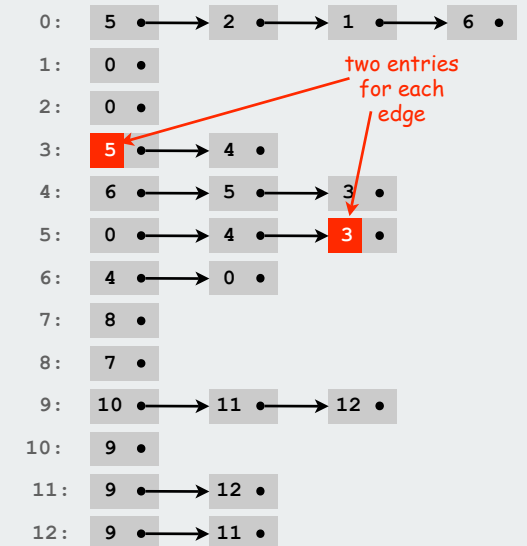 0: 5 2 1 6
1: 0
two entries
for each
edge
2: 0
3: 5 4
4: 6 5 3
5: 0 4 3
6: 4 0
7: 8
8: 7
9: 10 11 12
10: 9
11: 9 12
12: 9 11